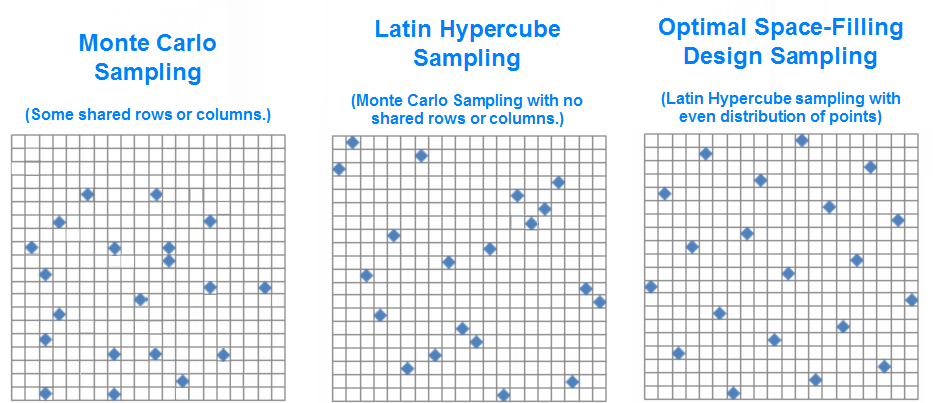 Monte Carlo
Sampling
(Some shared rows or columns.)
Latin Hypercube
Sampling
(Monte Carlo Sampling with no
shared rows or columns.)
Optimal Space-Filling
Design Sampling
(Latin Hypercube sampling with
even distribution of points)